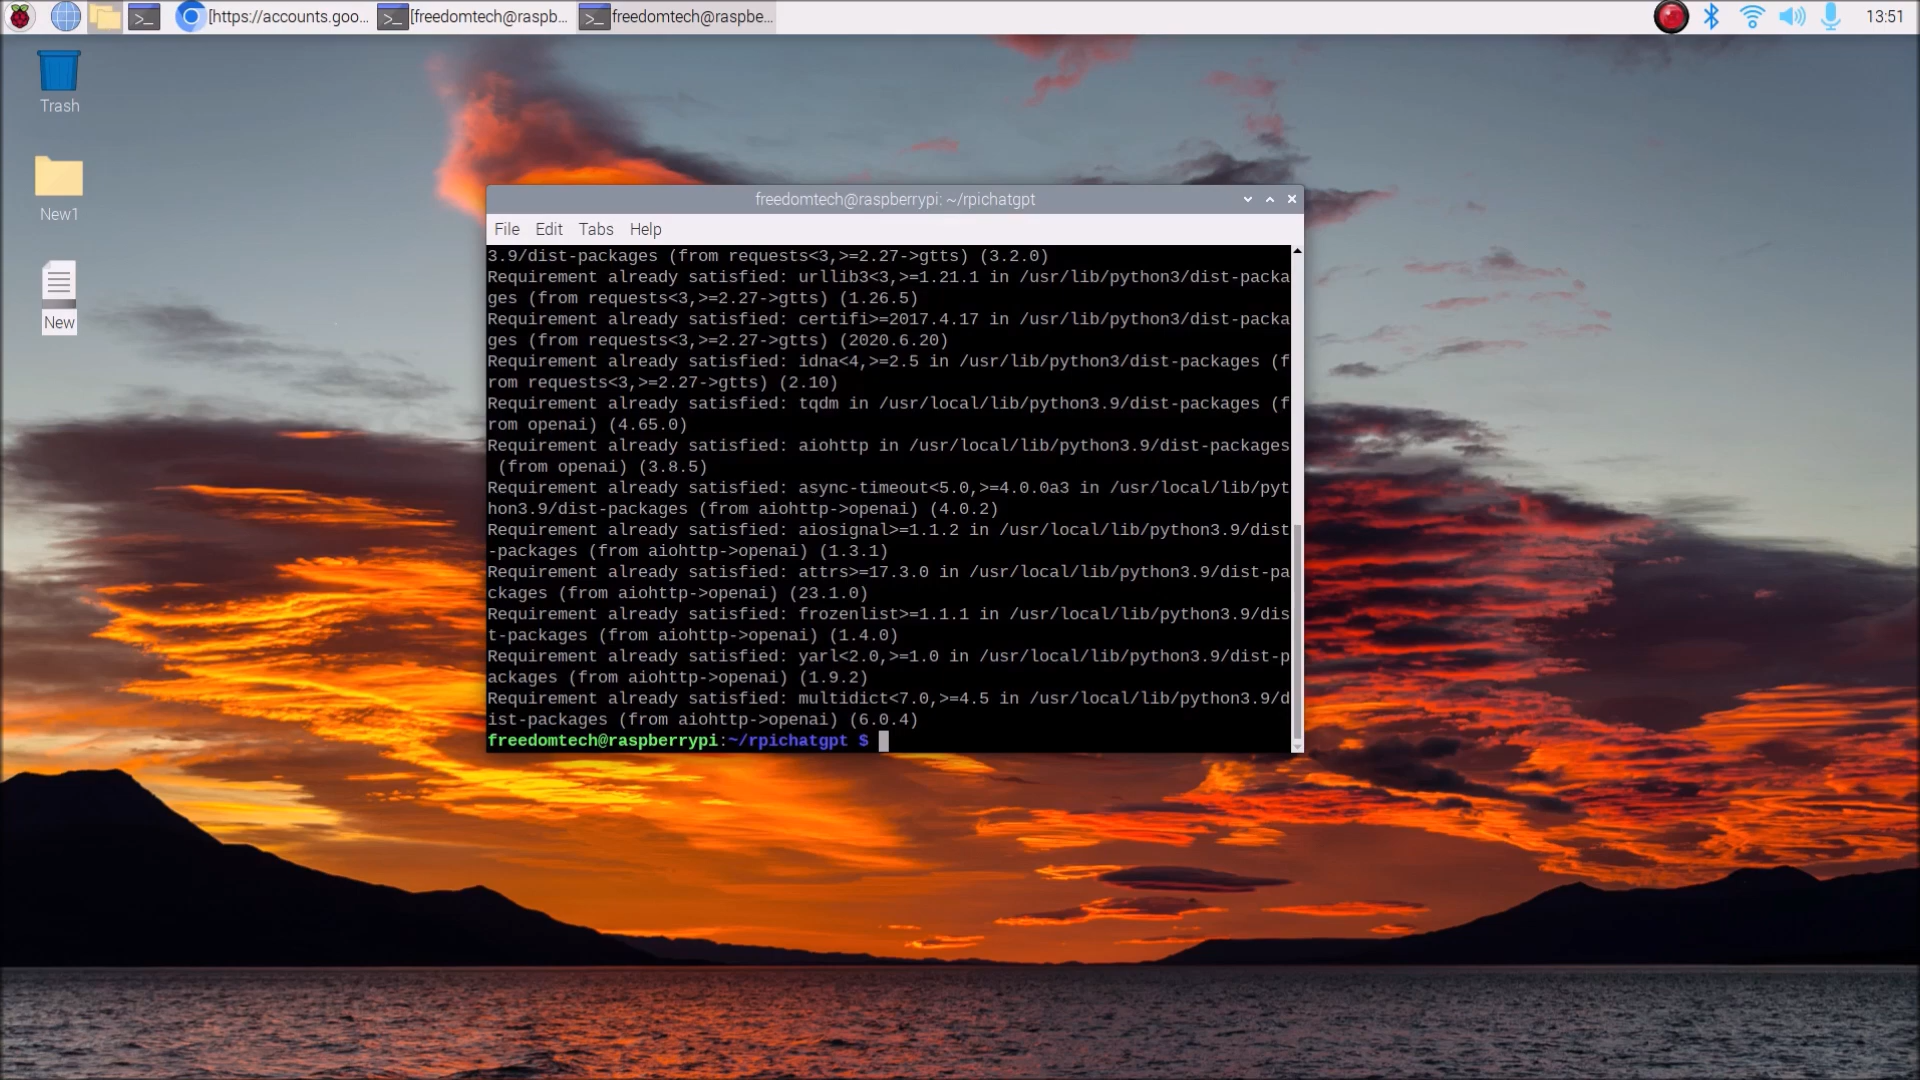 [https://accounts.goo...
[freedomtech@raspb...
freedomtech@raspbe...
13:51
Trash
New1
New
freedomtech@raspberrypi: ~/rpichatgpt
File Edit Tabs Help
3.9/dist-packages (from requests<3,>=2.27->gtts) (3.2.0)
Requirement already satisfied: urllib3<3,>=1.21.1 in /usr/lib/python3/dist-packa
ges (from requests<3,>=2.27->gtts) (1.26.5)
Requirement already satisfied: certifi>=2017.4.17 in /usr/lib/python3/dist-packa
ges (from requests<3,>=2.27->gtts) (2020.6.20)
Requirement already satisfied: idna<4,>=2.5 in /usr/lib/python3/dist-packages (f
rom requests<3,>=2.27->gtts) (2.10)
Requirement already satisfied: tqdm in /usr/local/lib/python3.9/dist-packages (f
rom openai) (4.65.0)
Requirement already satisfied: aiohttp in /usr/local/lib/python3.9/dist-packages
 (from openai) (3.8.5)
Requirement already satisfied: async-timeout<5.0,>=4.0.0a3 in /usr/local/lib/pyt
hon3.9/dist-packages (from aiohttp->openai) (4.0.2)
Requirement already satisfied: aiosignal>=1.1.2 in /usr/local/lib/python3.9/dist
-packages (from aiohttp->openai) (1.3.1)
Requirement already satisfied: attrs>=17.3.0 in /usr/local/lib/python3.9/dist-pa
ckages (from aiohttp->openai) (23.1.0)
Requirement already satisfied: frozenlist>=1.1.1 in /usr/local/lib/python3.9/dis
t-packages (from aiohttp->openai) (1.4.0)
Requirement already satisfied: yarl<2.0,>=1.0 in /usr/local/lib/python3.9/dist-p
ackages (from aiohttp->openai) (1.9.2)
Requirement already satisfied: multidict<7.0,>=4.5 in /usr/local/lib/python3.9/d
ist-packages (from aiohttp->openai) (6.0.4)
freedomtech@raspberrypi:~/rpichatgpt $